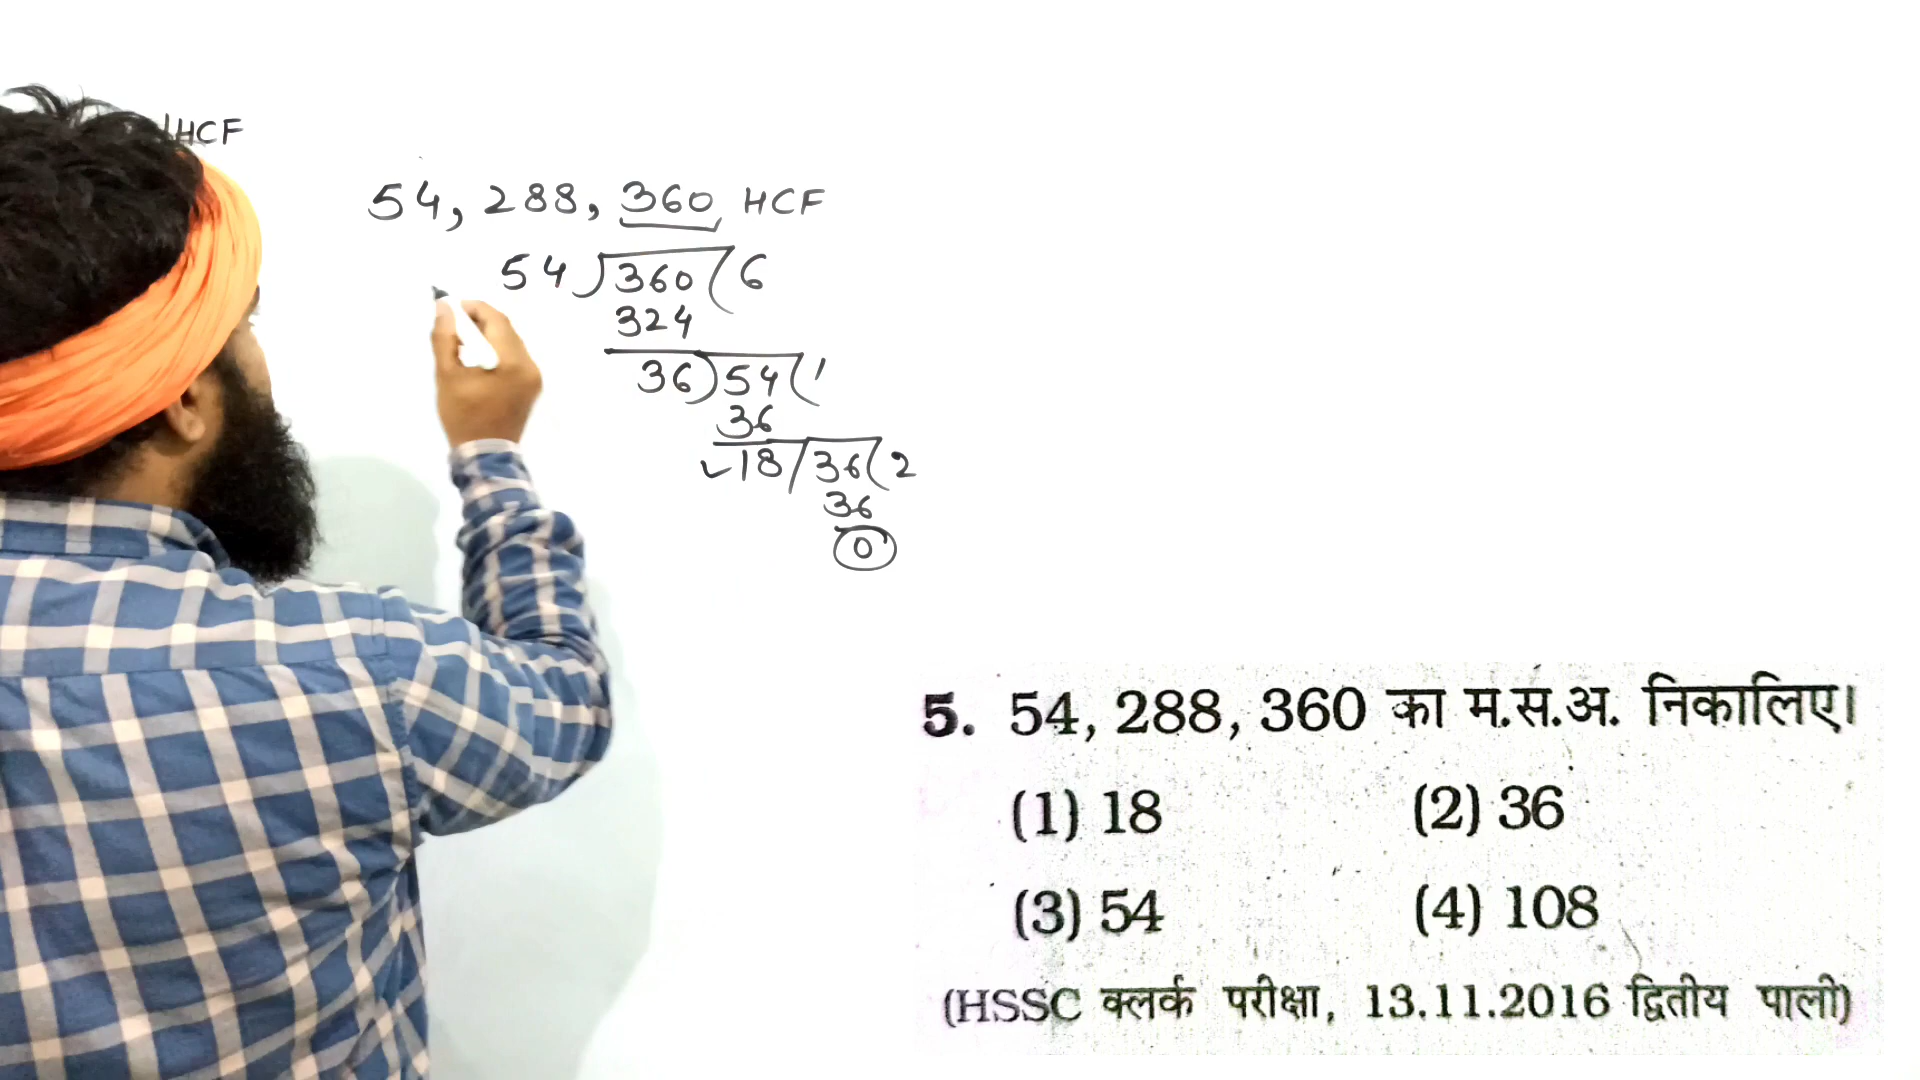 HCF
54, 288, 360 HCF
54) 360 (6
324
36) 54 (1
36
✓18 / 36 (2
36
0
5. 54, 288, 360 का म.स.अ. निकालिए।
(1) 18 (2) 36
(3) 54 (4) 108
(HSSC क्लर्क परीक्षा, 13.11.2016 द्वितीय पाली)